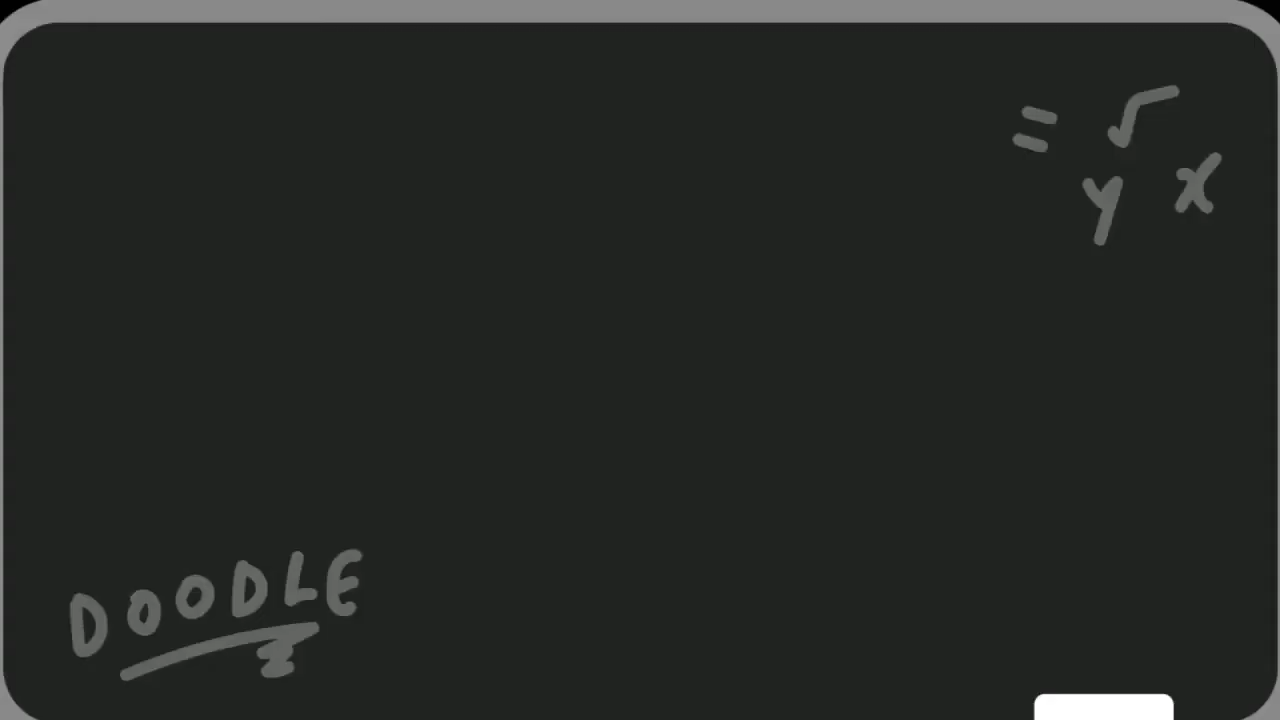 = √
y x
DOODLE